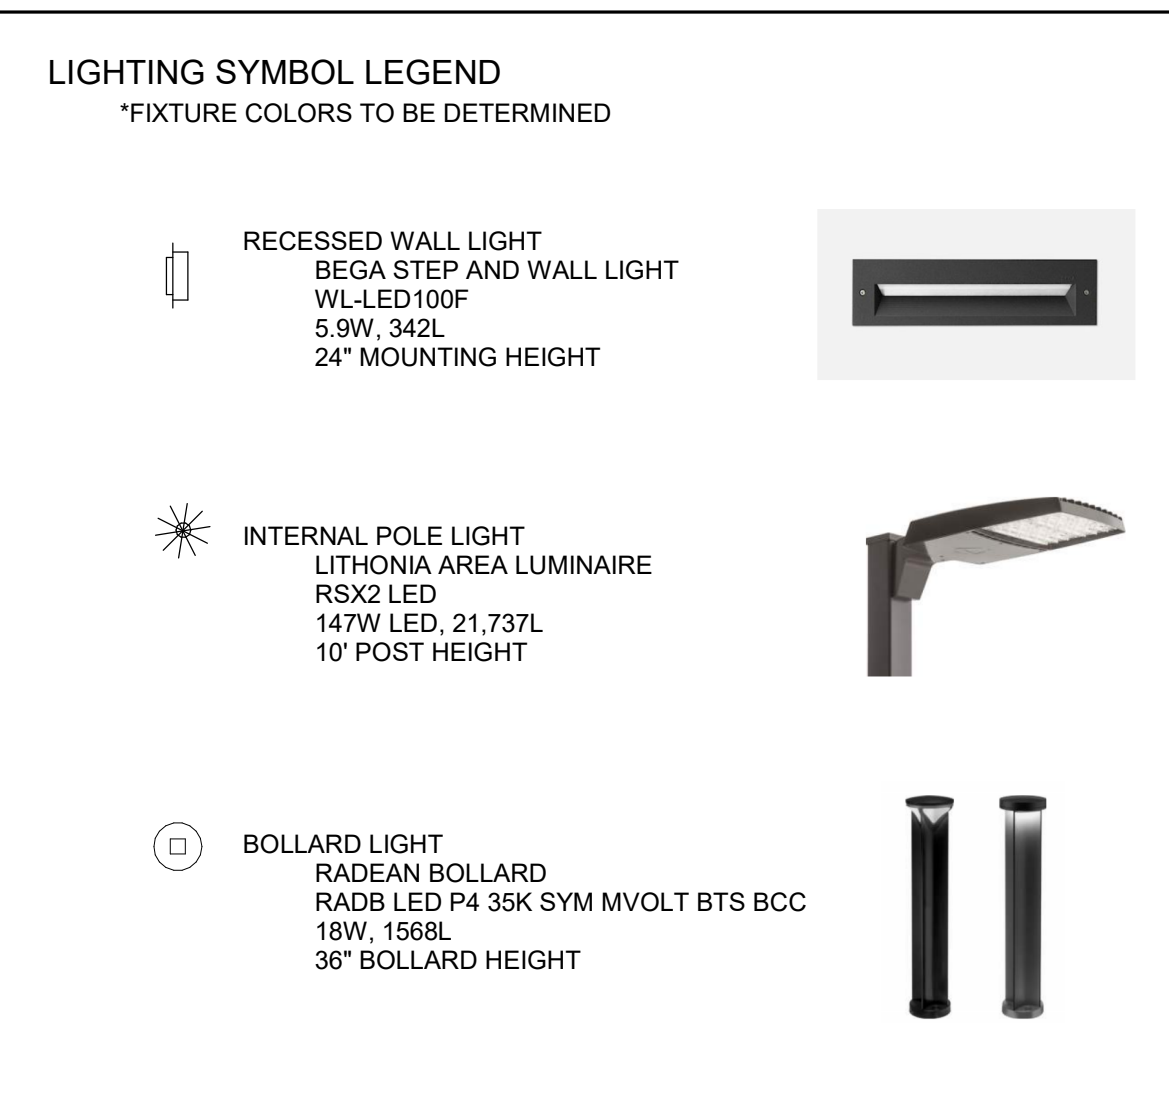 LIGHTING SYMBOL LEGEND
*FIXTURE COLORS TO BE DETERMINED
RECESSED WALL LIGHT
BEGA STEP AND WALL LIGHT
WL-LED100F
5.9W, 342L
24" MOUNTING HEIGHT
INTERNAL POLE LIGHT
LITHONIA AREA LUMINAIRE
RSX2 LED
147W LED, 21,737L
10' POST HEIGHT
BOLLARD LIGHT
RADEAN BOLLARD
RADB LED P4 35K SYM MVOLT BTS BCC
18W, 1568L
36" BOLLARD HEIGHT